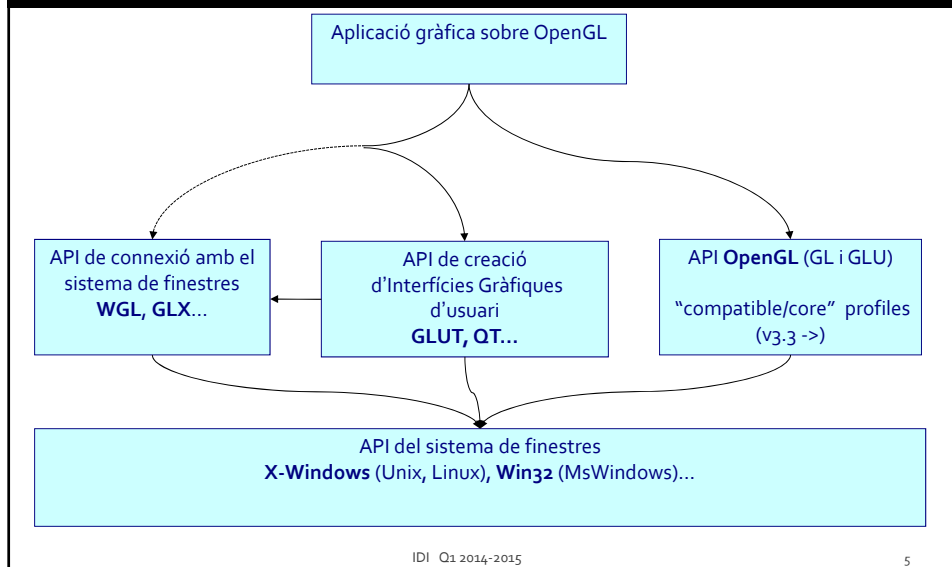 Aplicació gràfica sobre OpenGL
API de connexió amb el
sistema de finestres
WGL, GLX...
API de creació
d'Interfícies Gràfiques
d'usuari
GLUT, QT...
API OpenGL (GL i GLU)
“compatible/core” profiles
(v3.3 ->)
API del sistema de finestres
X-Windows (Unix, Linux), Win32 (MsWindows)...
IDI Q1 2014-2015
5